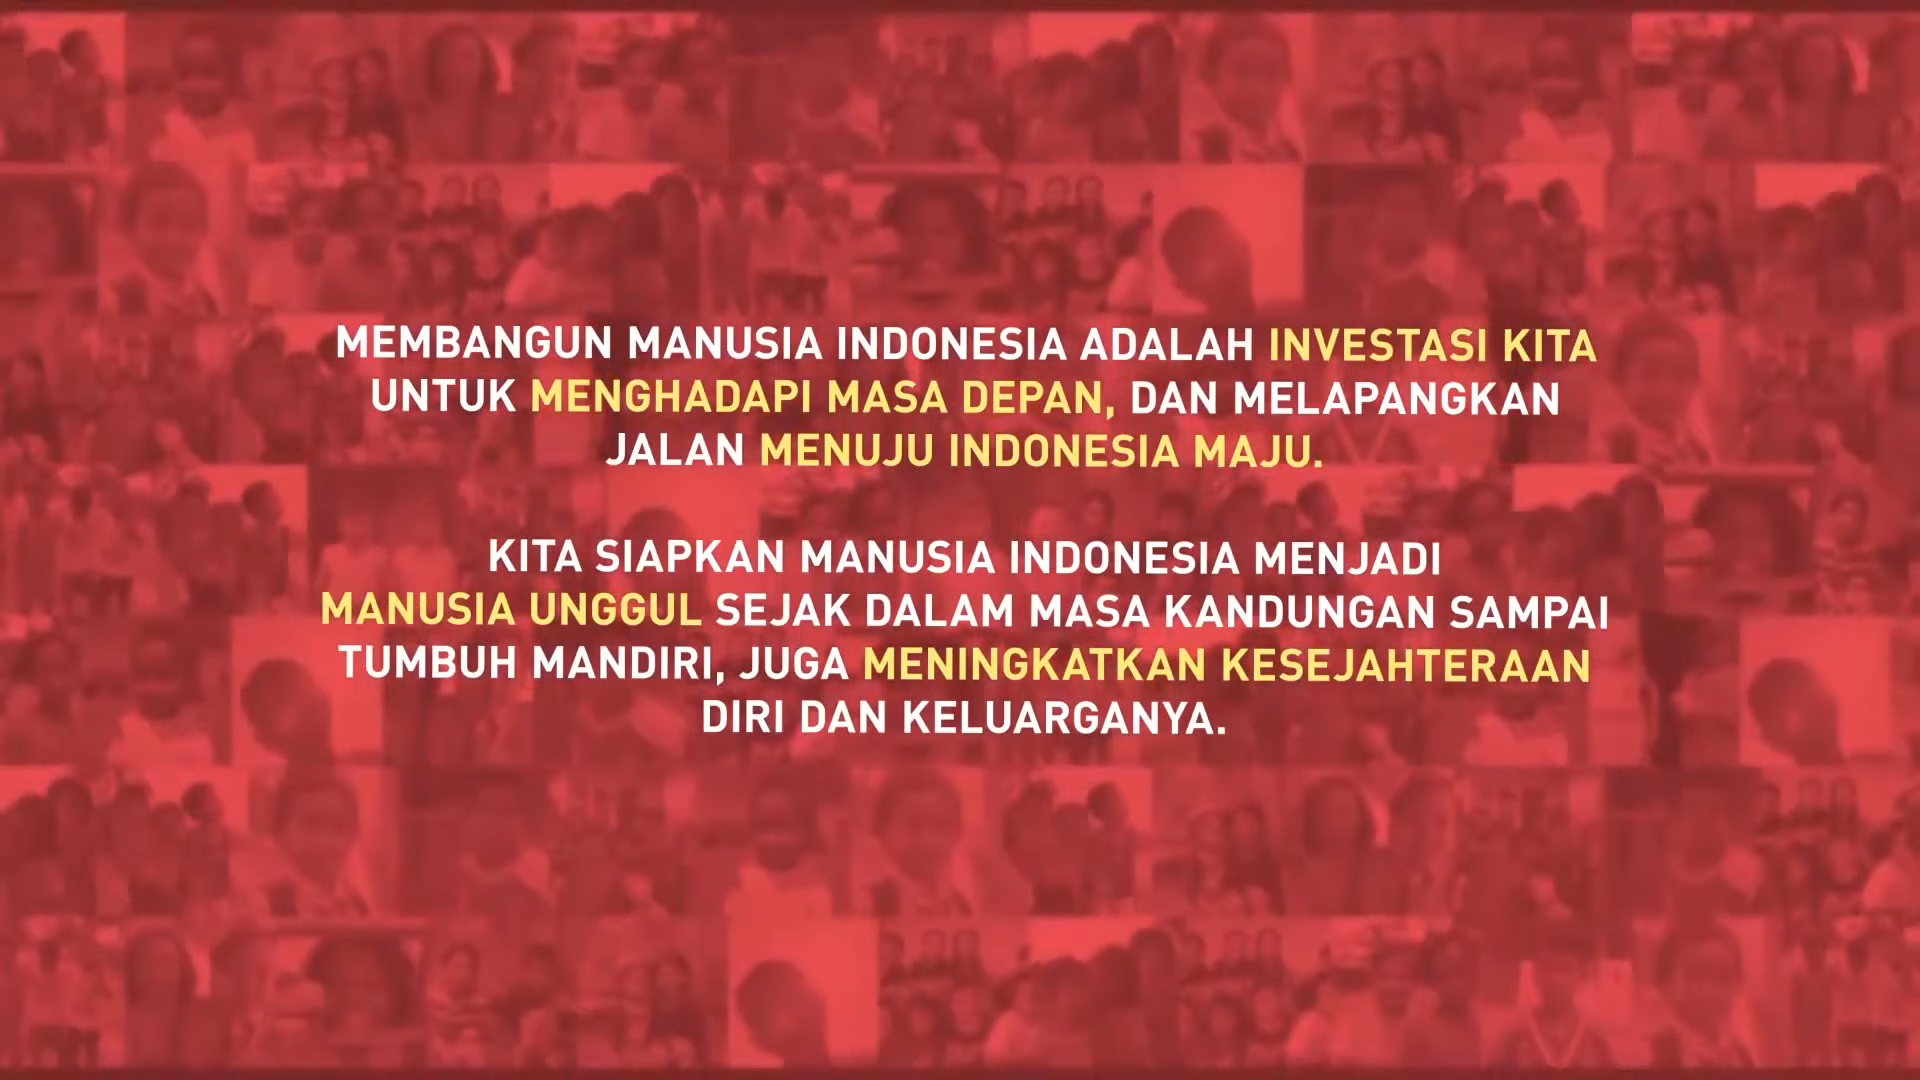 MEMBANGUN MANUSIA INDONESIA ADALAH INVESTASI KITA
UNTUK MENGHADAPI MASA DEPAN, DAN MELAPANGKAN
JALAN MENUJU INDONESIA MAJU.
KITA SIAPKAN MANUSIA INDONESIA MENJADI
MANUSIA UNGGUL SEJAK DALAM MASA KANDUNGAN SAMPAI
TUMBUH MANDIRI, JUGA MENINGKATKAN KESEJAHTERAAN
DIRI DAN KELUARGANYA.